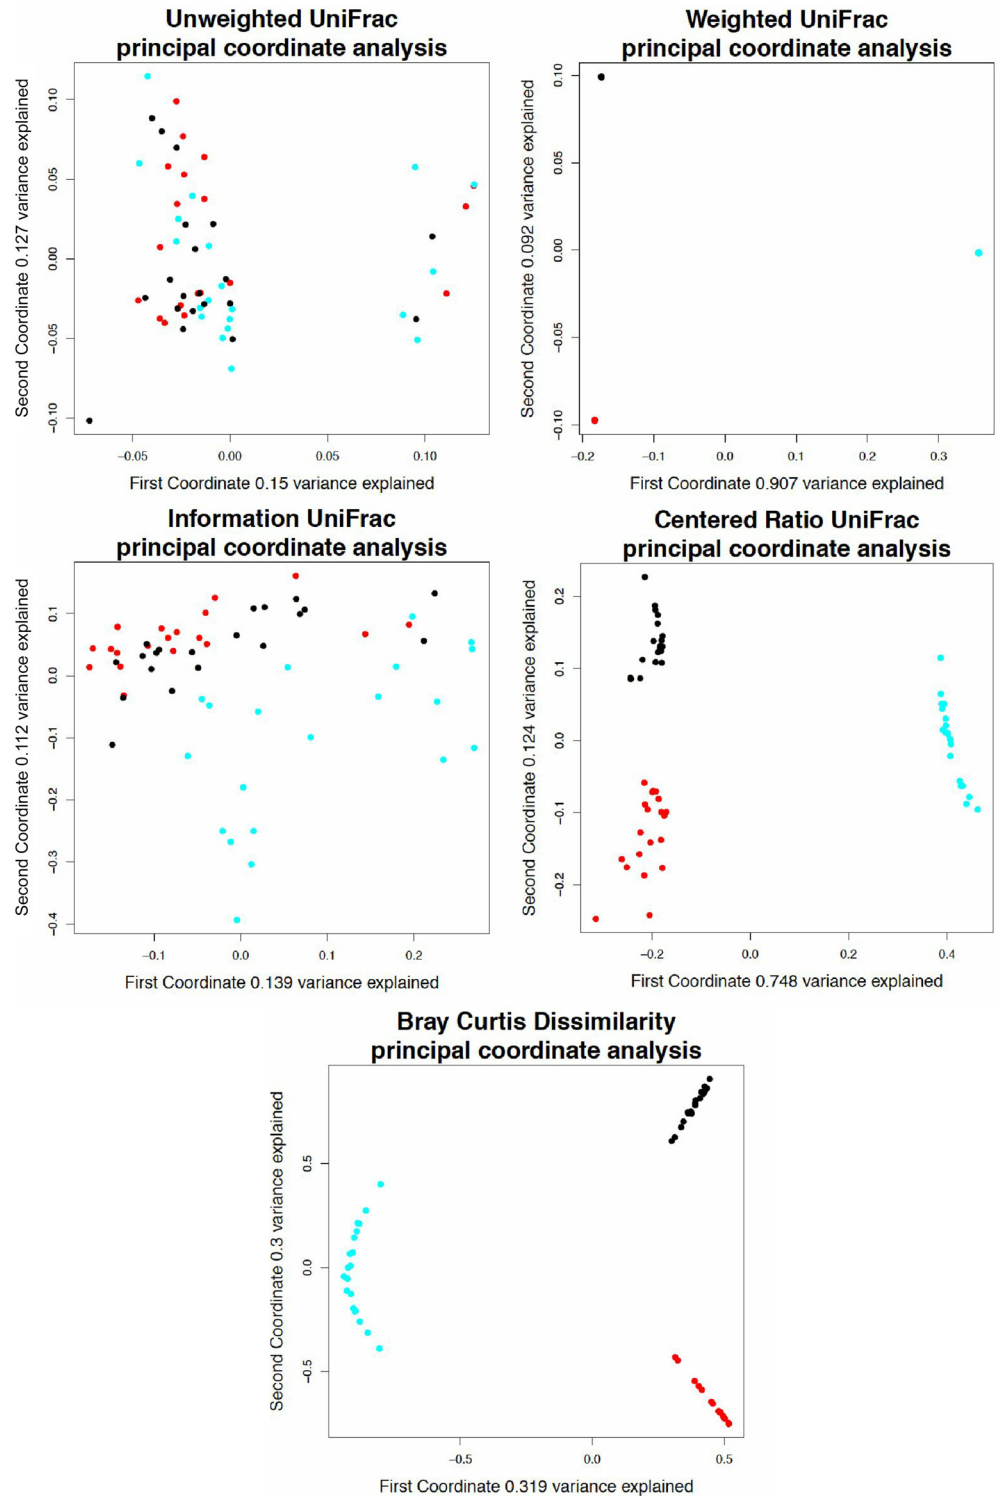 Unweighted UniFrac
principal coordinate analysis
Second Coordinate 0.127 variance explained
0.10
0.05
0.00
−0.05
−0.10
−0.05
0.00
0.05
0.10
First Coordinate 0.15 variance explained
Weighted UniFrac
principal coordinate analysis
Second Coordinate 0.092 variance explained
0.10
0.05
0.00
−0.05
−0.10
−0.2
−0.1
0.0
0.1
0.2
0.3
First Coordinate 0.907 variance explained
Information UniFrac
principal coordinate analysis
Second Coordinate 0.112 variance explained
0.1
0.0
−0.1
−0.2
−0.3
−0.4
−0.1
0.0
0.1
0.2
First Coordinate 0.139 variance explained
Centered Ratio UniFrac
principal coordinate analysis
Second Coordinate 0.124 variance explained
0.2
0.1
0.0
−0.1
−0.2
−0.2
0.0
0.2
0.4
First Coordinate 0.748 variance explained
Bray Curtis Dissimilarity
principal coordinate analysis
Second Coordinate 0.3 variance explained
0.5
0.0
−0.5
−0.5
0.0
0.5
First Coordinate 0.319 variance explained